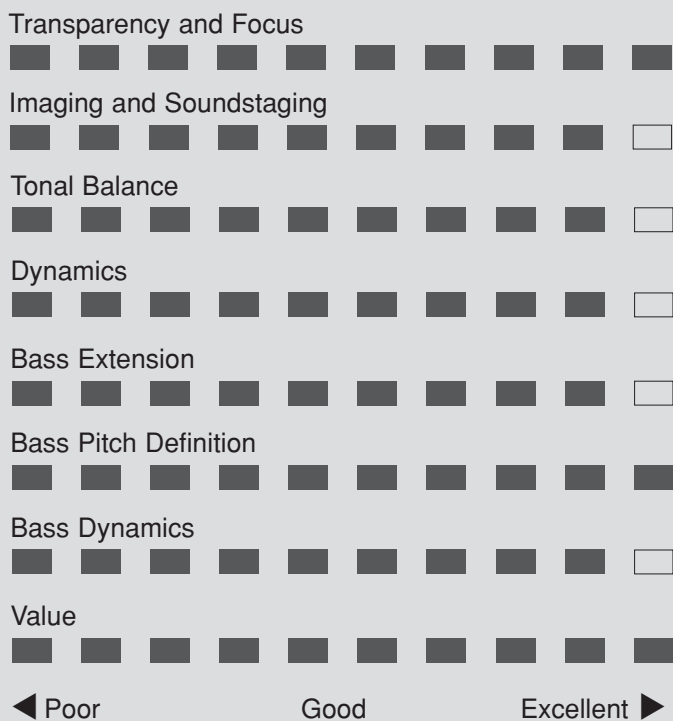 Transparency and Focus
Imaging and Soundstaging
Tonal Balance
Dynamics
Bass Extension
Bass Pitch Definition
Bass Dynamics
Value
Poor Good Excellent